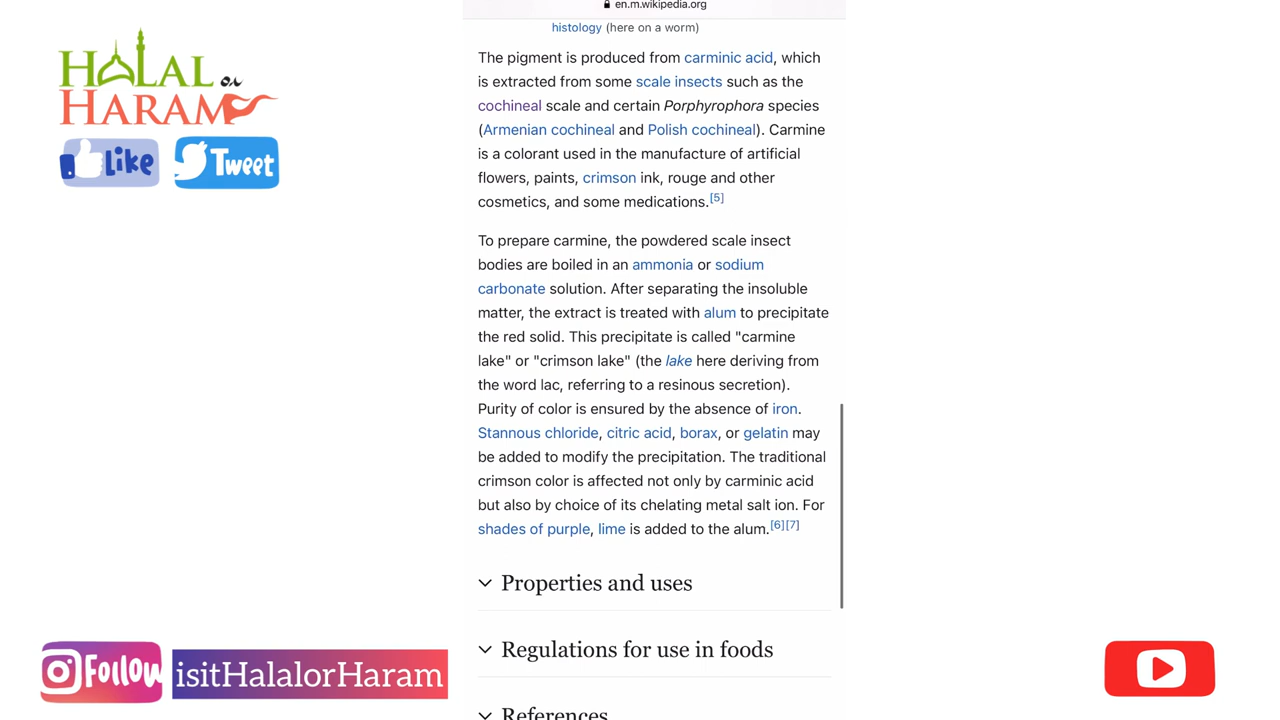 en.m.wikipedia.org
histology (here on a worm)
HALAL or
HARAM
Like
Tweet
The pigment is produced from carminic acid, which
is extracted from some scale insects such as the
cochineal scale and certain Porphyrophora species
(Armenian cochineal and Polish cochineal). Carmine
is a colorant used in the manufacture of artificial
flowers, paints, crimson ink, rouge and other
cosmetics, and some medications.[5]
To prepare carmine, the powdered scale insect
bodies are boiled in an ammonia or sodium
carbonate solution. After separating the insoluble
matter, the extract is treated with alum to precipitate
the red solid. This precipitate is called "carmine
lake" or "crimson lake" (the lake here deriving from
the word lac, referring to a resinous secretion).
Purity of color is ensured by the absence of iron.
Stannous chloride, citric acid, borax, or gelatin may
be added to modify the precipitation. The traditional
crimson color is affected not only by carminic acid
but also by choice of its chelating metal salt ion. For
shades of purple, lime is added to the alum.[6][7]
Properties and uses
Regulations for use in foods
References
Follow
isitHalalorHaram